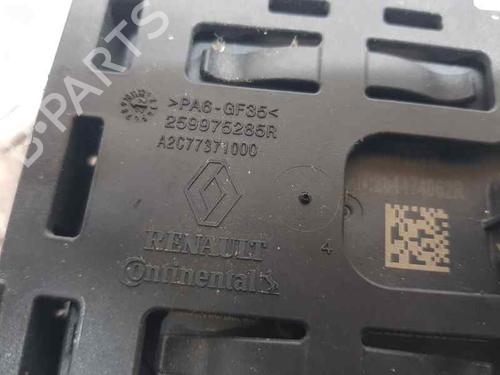 >PA6-GF35<
259975285R
A2C77371000
RENAULT
Continental
4
B-Parts